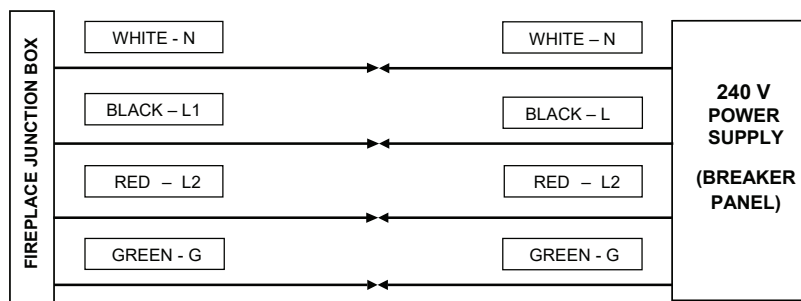 FIREPLACE JUNCTION BOX
WHITE - N
WHITE – N
BLACK – L1
BLACK – L
RED – L2
RED – L2
GREEN - G
GREEN - G
240 V
POWER
SUPPLY
(BREAKER
PANEL)